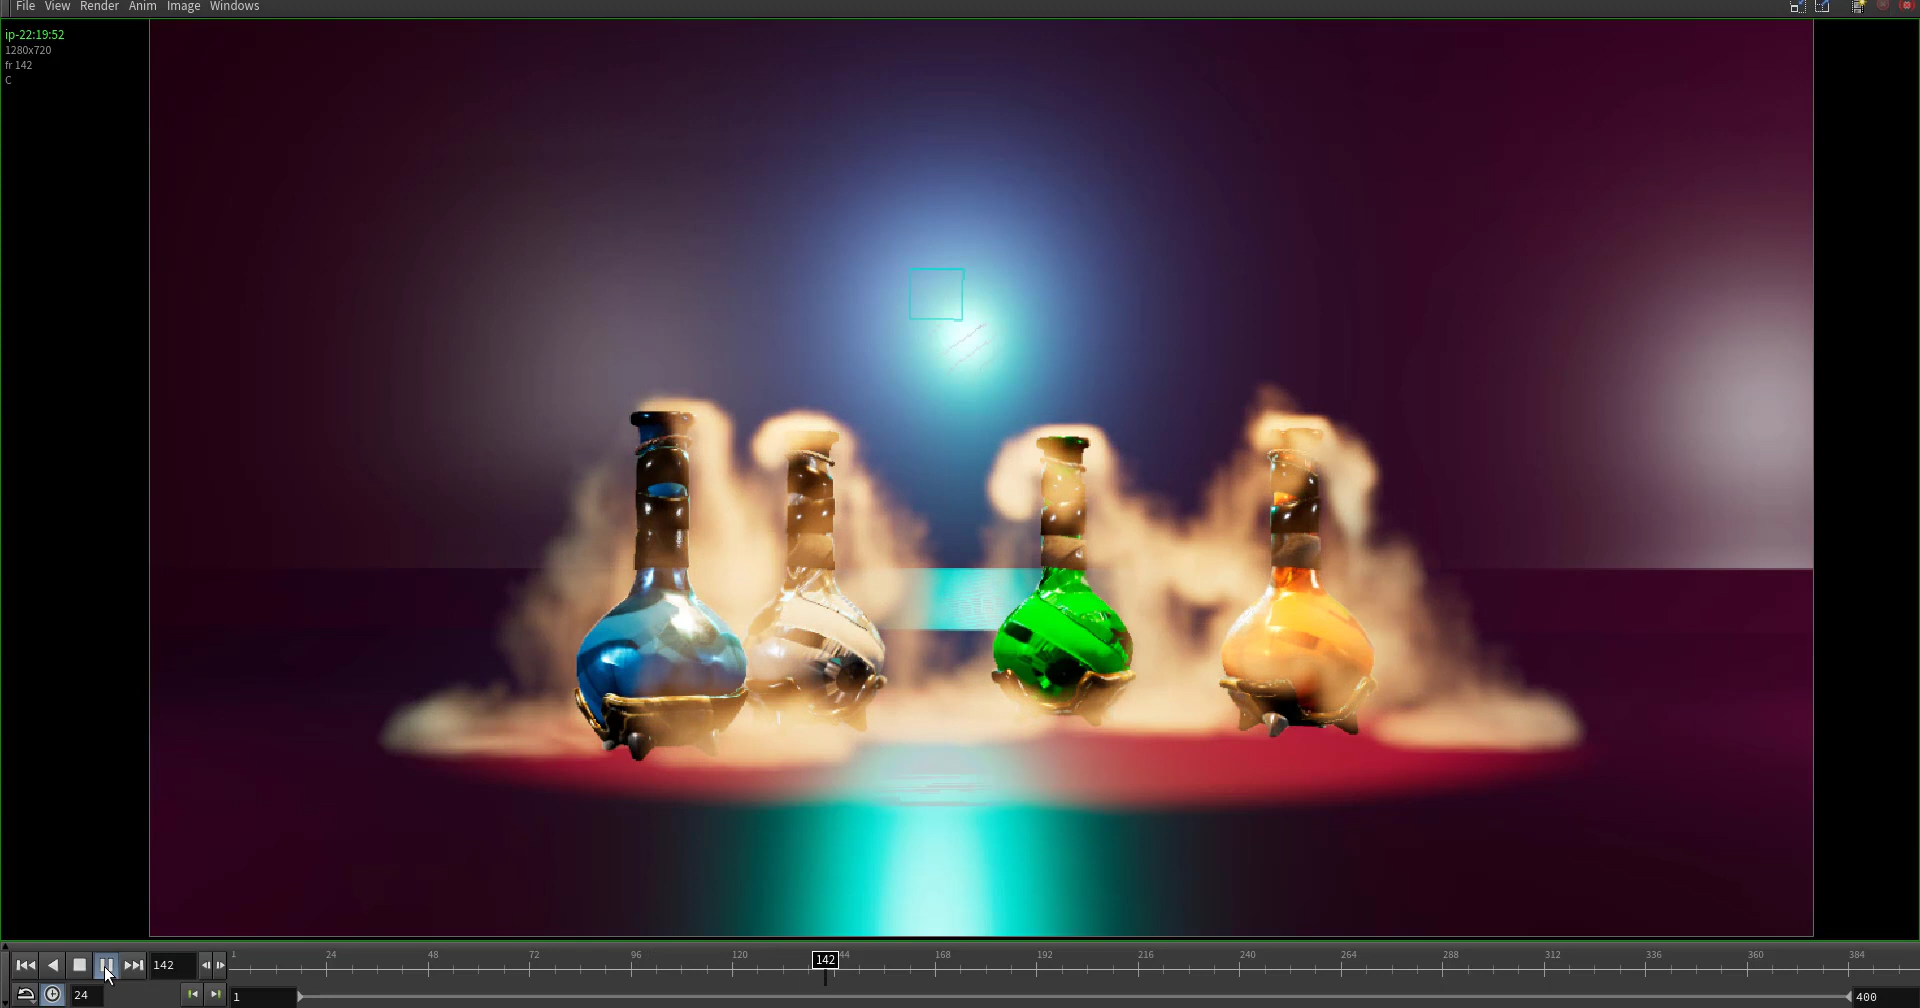 File View Render Anim Image Windows
ip-22:19:52
1280x720
fr 142
C
142 1 24 48 72 96 120 142 44 168 192 216 240 264 288 312 336 360 384
24 1 400